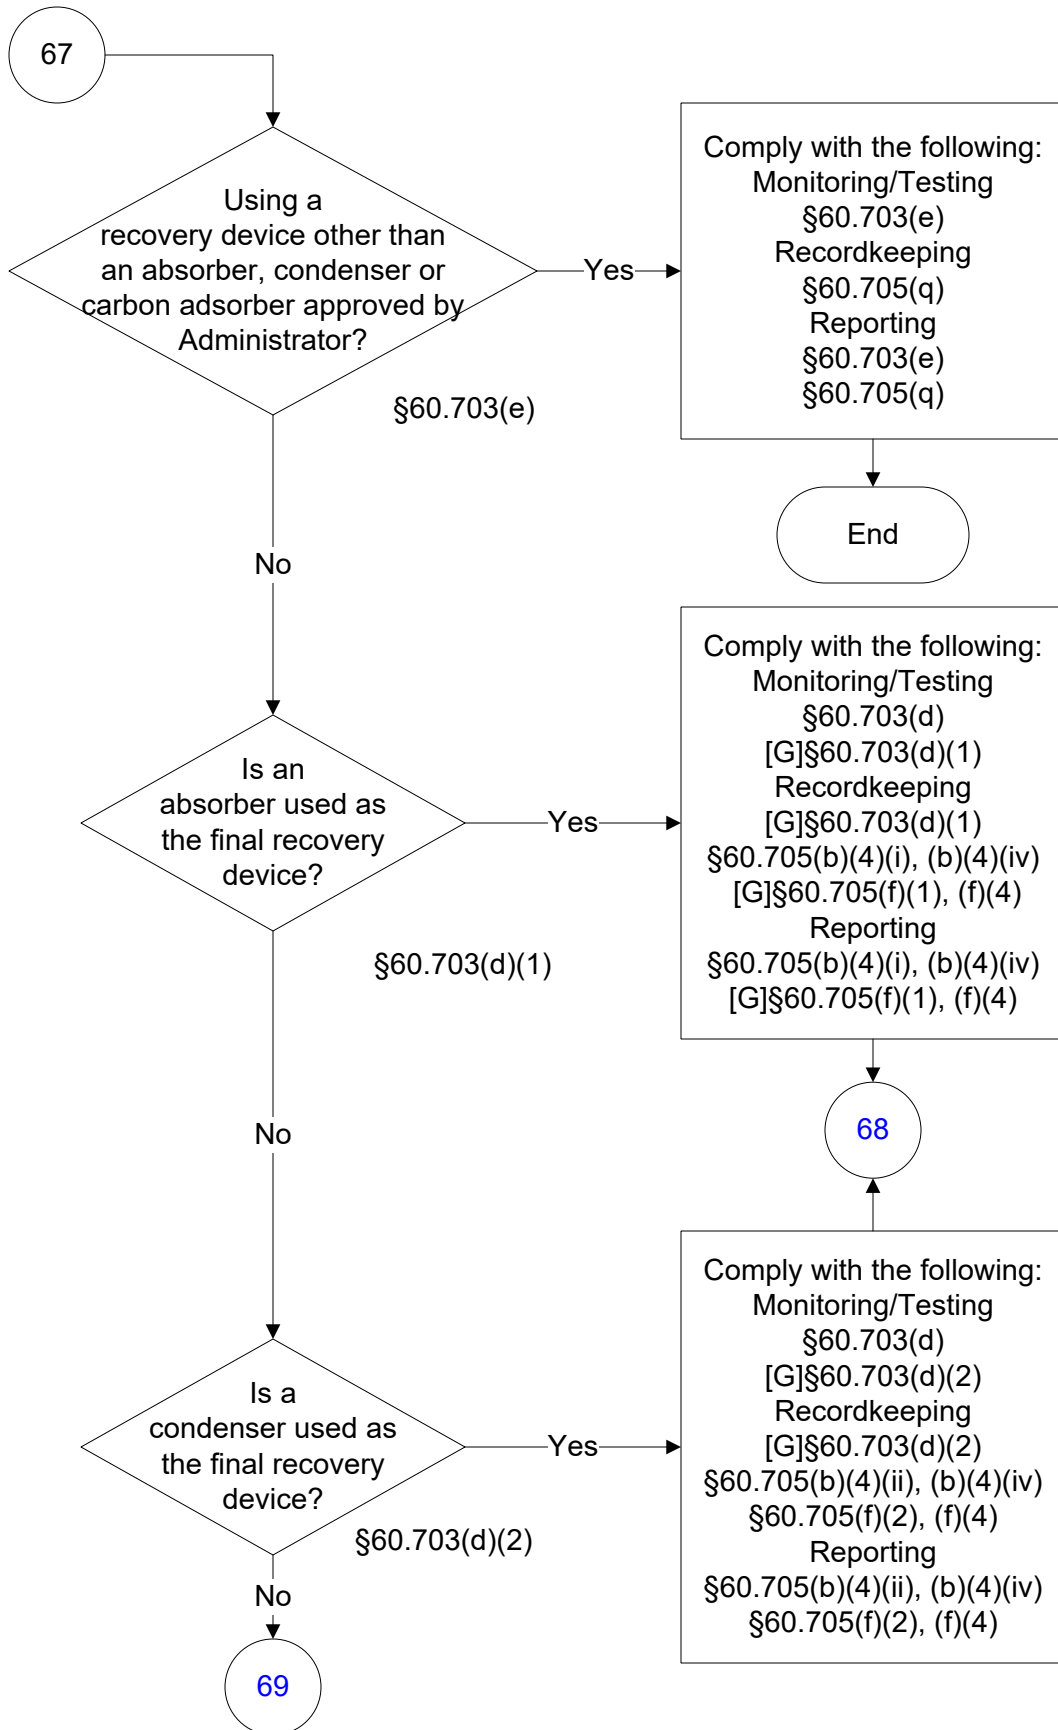 67
Using a
recovery device other than
an absorber, condenser or
carbon adsorber approved by
Administrator?
Yes
§60.703(e)
No
Comply with the following:
Monitoring/Testing
§60.703(e)
Recordkeeping
§60.705(q)
Reporting
§60.703(e)
§60.705(q)
End
Is an
absorber used as
the final recovery
device?
Yes
§60.703(d)(1)
No
Comply with the following:
Monitoring/Testing
§60.703(d)
[G]§60.703(d)(1)
Recordkeeping
[G]§60.703(d)(1)
§60.705(b)(4)(i), (b)(4)(iv)
[G]§60.705(f)(1), (f)(4)
Reporting
§60.705(b)(4)(i), (b)(4)(iv)
[G]§60.705(f)(1), (f)(4)
68
Is a
condenser used as
the final recovery
device?
Yes
§60.703(d)(2)
No
69
Comply with the following:
Monitoring/Testing
§60.703(d)
[G]§60.703(d)(2)
Recordkeeping
[G]§60.703(d)(2)
§60.705(b)(4)(ii), (b)(4)(iv)
§60.705(f)(2), (f)(4)
Reporting
§60.705(b)(4)(ii), (b)(4)(iv)
§60.705(f)(2), (f)(4)